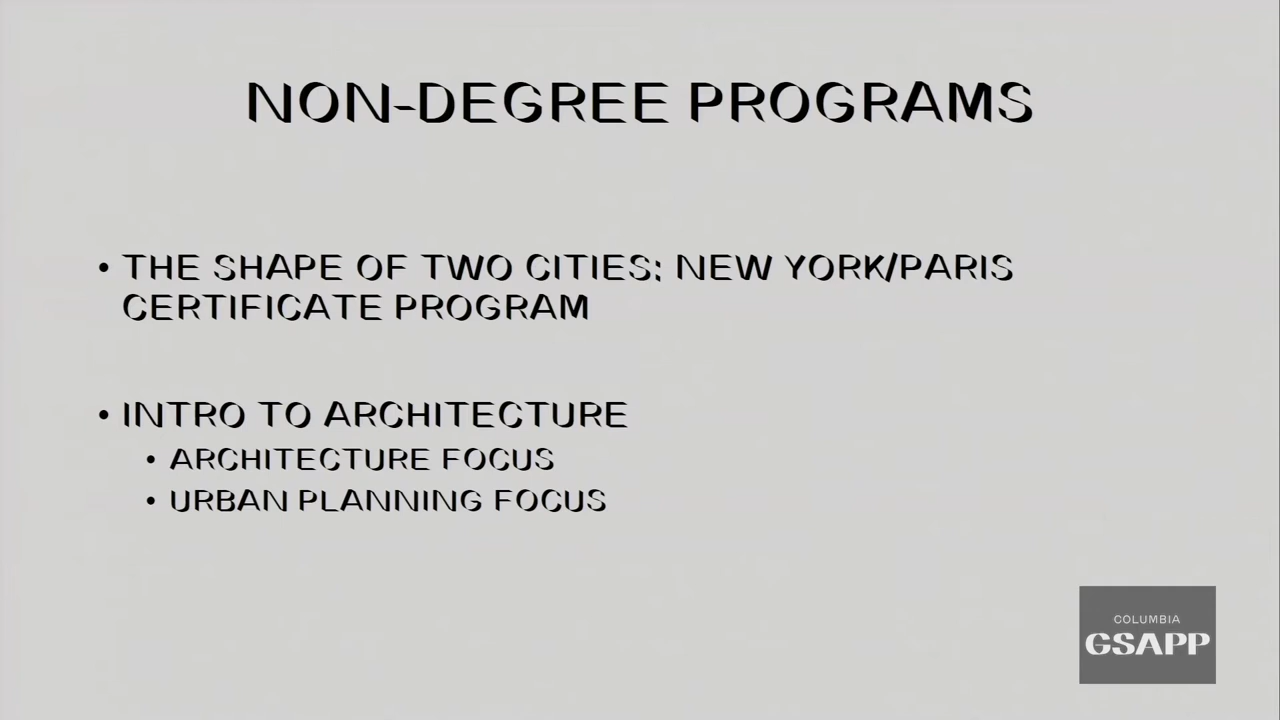 NON-DEGREE PROGRAMS
• THE SHAPE OF TWO CITIES: NEW YORK/PARIS
CERTIFICATE PROGRAM
• INTRO TO ARCHITECTURE
• ARCHITECTURE FOCUS
• URBAN PLANNING FOCUS
COLUMBIA
GSAPP